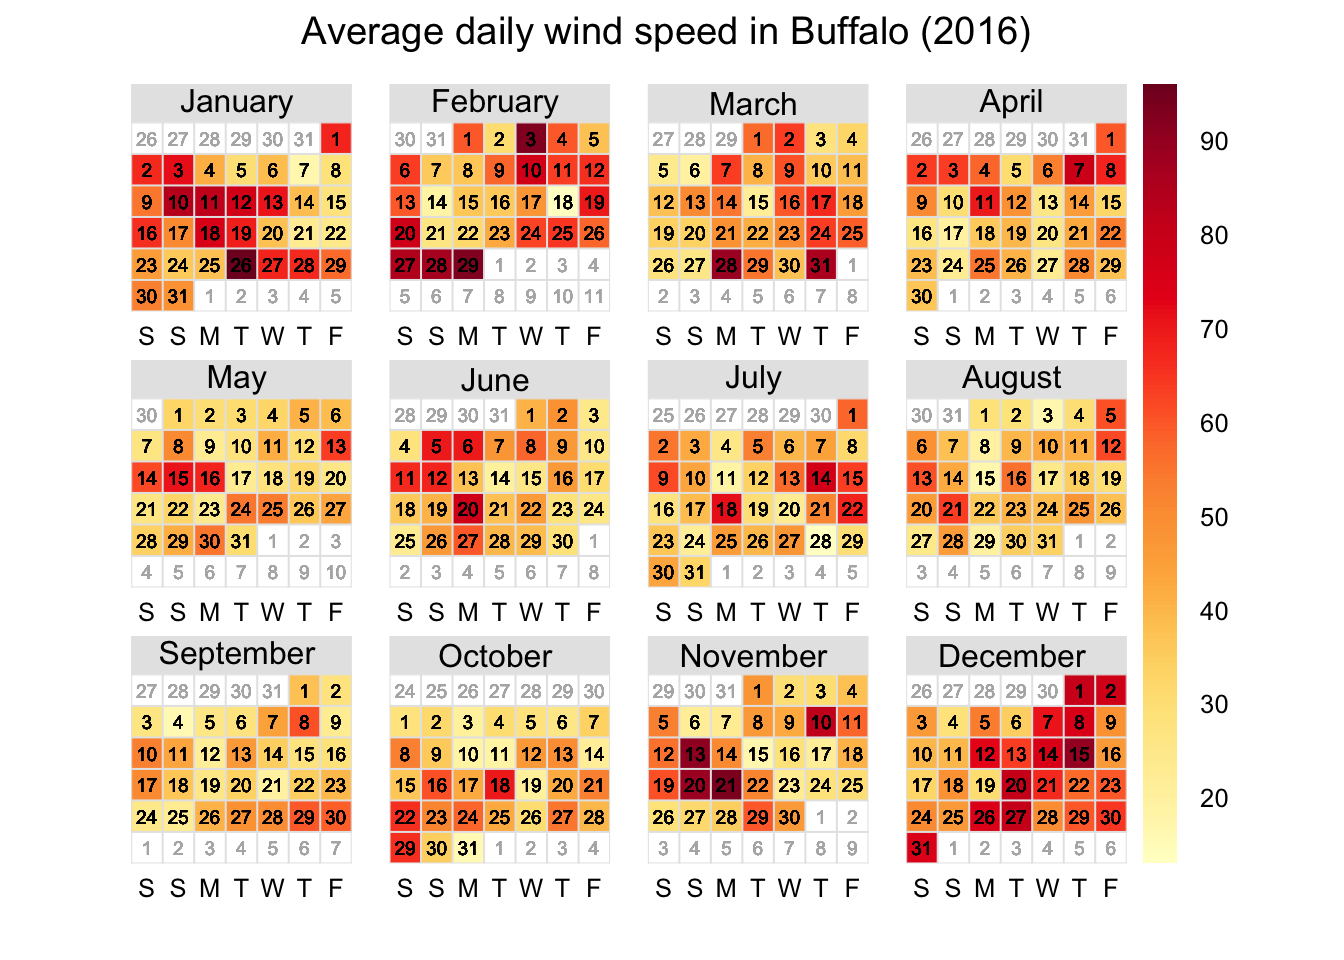 Average daily wind speed in Buffalo (2016)
January February March April
26 27 28 29 30 31 1 30 31 1 2 3 4 5 27 28 29 1 2 3 4 26 27 28 29 30 31 1
2 3 4 5 6 7 8 6 7 8 9 10 11 12 5 6 7 8 9 10 11 2 3 4 5 6 7 8
9 10 11 12 13 14 15 13 14 15 16 17 18 19 12 13 14 15 16 17 18 9 10 11 12 13 14 15
16 17 18 19 20 21 22 20 21 22 23 24 25 26 19 20 21 22 23 24 25 16 17 18 19 20 21 22
23 24 25 26 27 28 29 27 28 29 1 2 3 4 26 27 28 29 30 31 1 23 24 25 26 27 28 29
30 31 1 2 3 4 5 5 6 7 8 9 10 11 2 3 4 5 6 7 8 30 1 2 3 4 5 6
S S M T W T F S S M T W T F S S M T W T F S S M T W T F
May June July August
30 1 2 3 4 5 6 28 29 30 31 1 2 3 25 26 27 28 29 30 1 30 31 1 2 3 4 5
7 8 9 10 11 12 13 4 5 6 7 8 9 10 2 3 4 5 6 7 8 6 7 8 9 10 11 12
14 15 16 17 18 19 20 11 12 13 14 15 16 17 9 10 11 12 13 14 15 13 14 15 16 17 18 19
21 22 23 24 25 26 27 18 19 20 21 22 23 24 16 17 18 19 20 21 22 20 21 22 23 24 25 26
28 29 30 31 1 2 3 25 26 27 28 29 30 1 23 24 25 26 27 28 29 27 28 29 30 31 1 2
4 5 6 7 8 9 10 2 3 4 5 6 7 8 30 31 1 2 3 4 5 3 4 5 6 7 8 9
S S M T W T F S S M T W T F S S M T W T F S S M T W T F
September October November December
27 28 29 30 31 1 2 24 25 26 27 28 29 30 29 30 31 1 2 3 4 26 27 28 29 30 1 2
3 4 5 6 7 8 9 1 2 3 4 5 6 7 5 6 7 8 9 10 11 3 4 5 6 7 8 9
10 11 12 13 14 15 16 8 9 10 11 12 13 14 12 13 14 15 16 17 18 10 11 12 13 14 15 16
17 18 19 20 21 22 23 15 16 17 18 19 20 21 19 20 21 22 23 24 25 17 18 19 20 21 22 23
24 25 26 27 28 29 30 22 23 24 25 26 27 28 26 27 28 29 30 1 2 24 25 26 27 28 29 30
1 2 3 4 5 6 7 29 30 31 1 2 3 4 3 4 5 6 7 8 9 31 1 2 3 4 5 6
S S M T W T F S S M T W T F S S M T W T F S S M T W T F
90
80
70
60
50
40
30
20